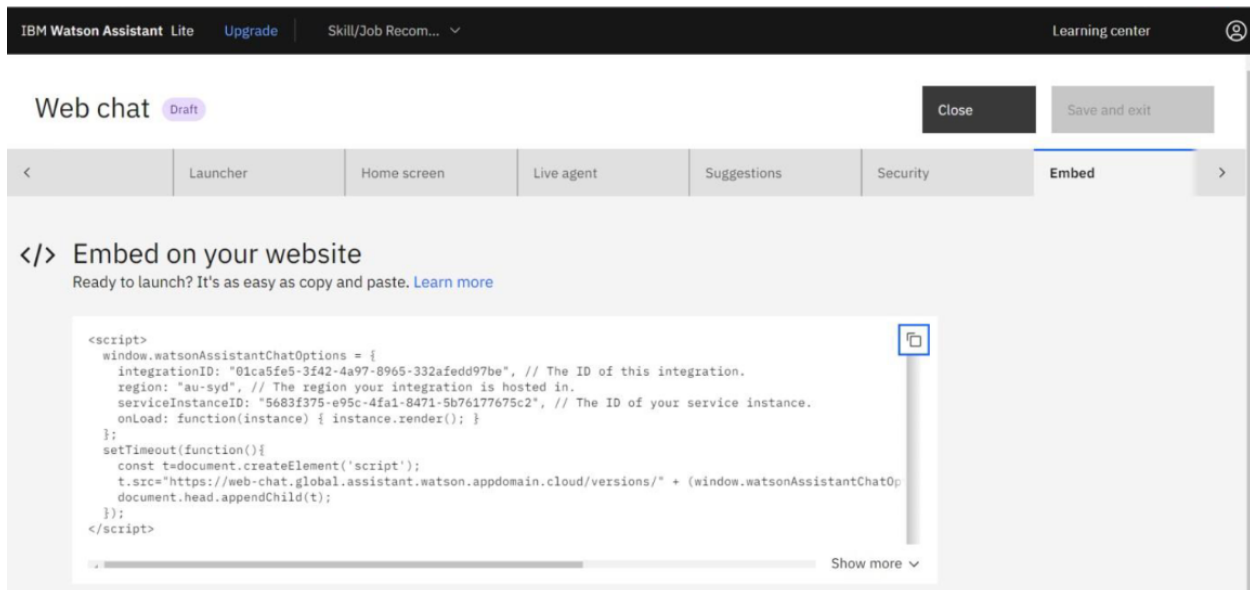 IBM Watson Assistant Lite Upgrade Skill/Job Recom... Learning center
Web chat Draft Close Save and exit
Launcher Home screen Live agent Suggestions Security Embed
</> Embed on your website
Ready to launch? It's as easy as copy and paste. Learn more
<script>
window.watsonAssistantChatOptions = {
integrationID: "01ca5fe5-3f42-4a97-8965-332afedd97be", // The ID of this integration.
region: "au-syd", // The region your integration is hosted in.
serviceInstanceID: "5683f375-e95c-4fa1-8471-5b76177675c2", // The ID of your service instance.
onLoad: function(instance) { instance.render(); }
};
setTimeout(function(){
const t=document.createElement('script');
t.src="https://web-chat.global.assistant.watson.appdomain.cloud/versions/" + (window.watsonAssistantChatOp
document.head.appendChild(t);
});
</script>
Show more